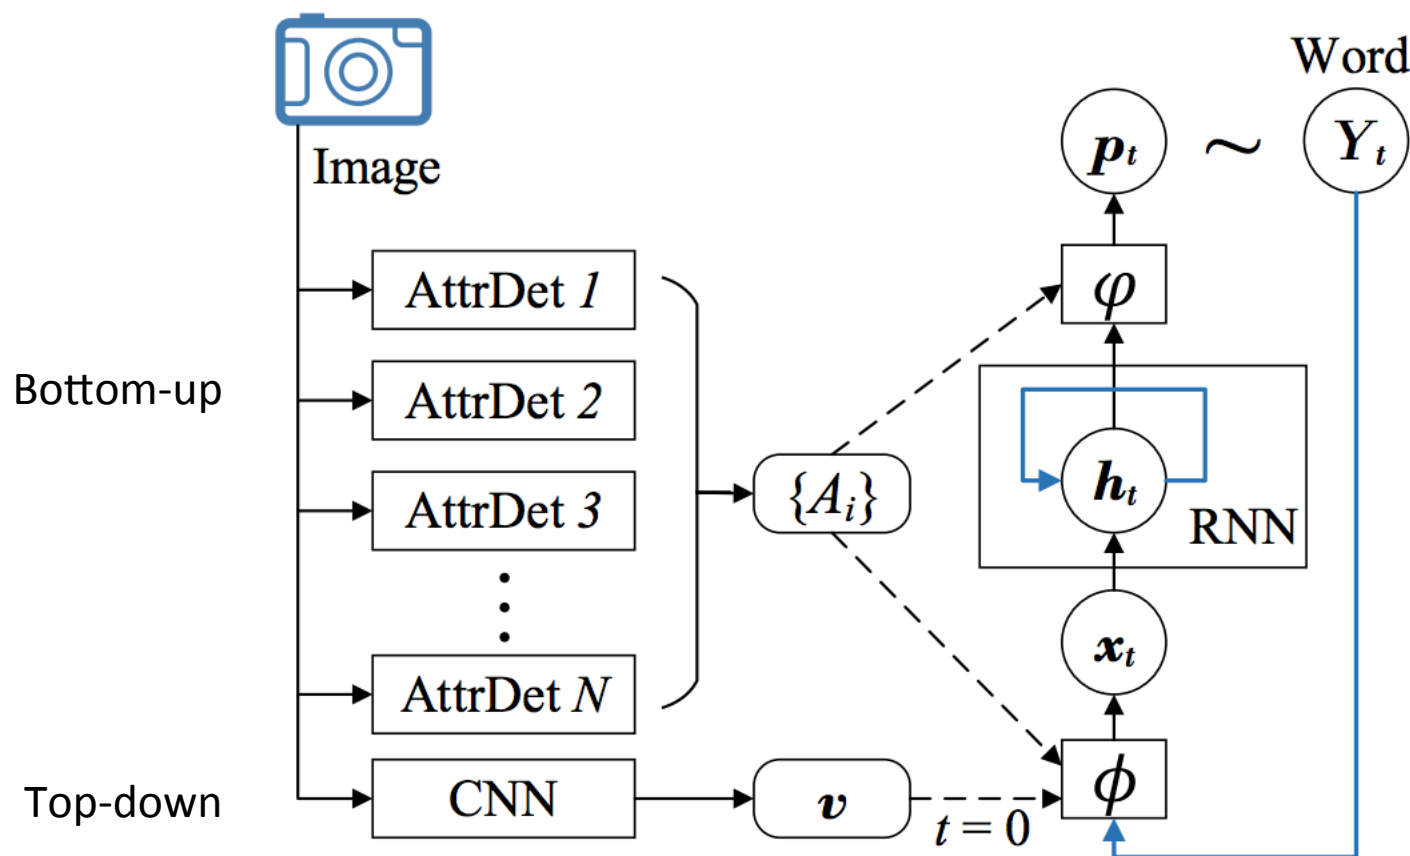 Word
Image
p_t ~ Y_t
AttrDet 1
φ
Bottom-up
AttrDet 2
{A_i}
h_t
AttrDet 3
RNN
⋮
x_t
AttrDet N
Top-down
CNN
v
t = 0
ϕ